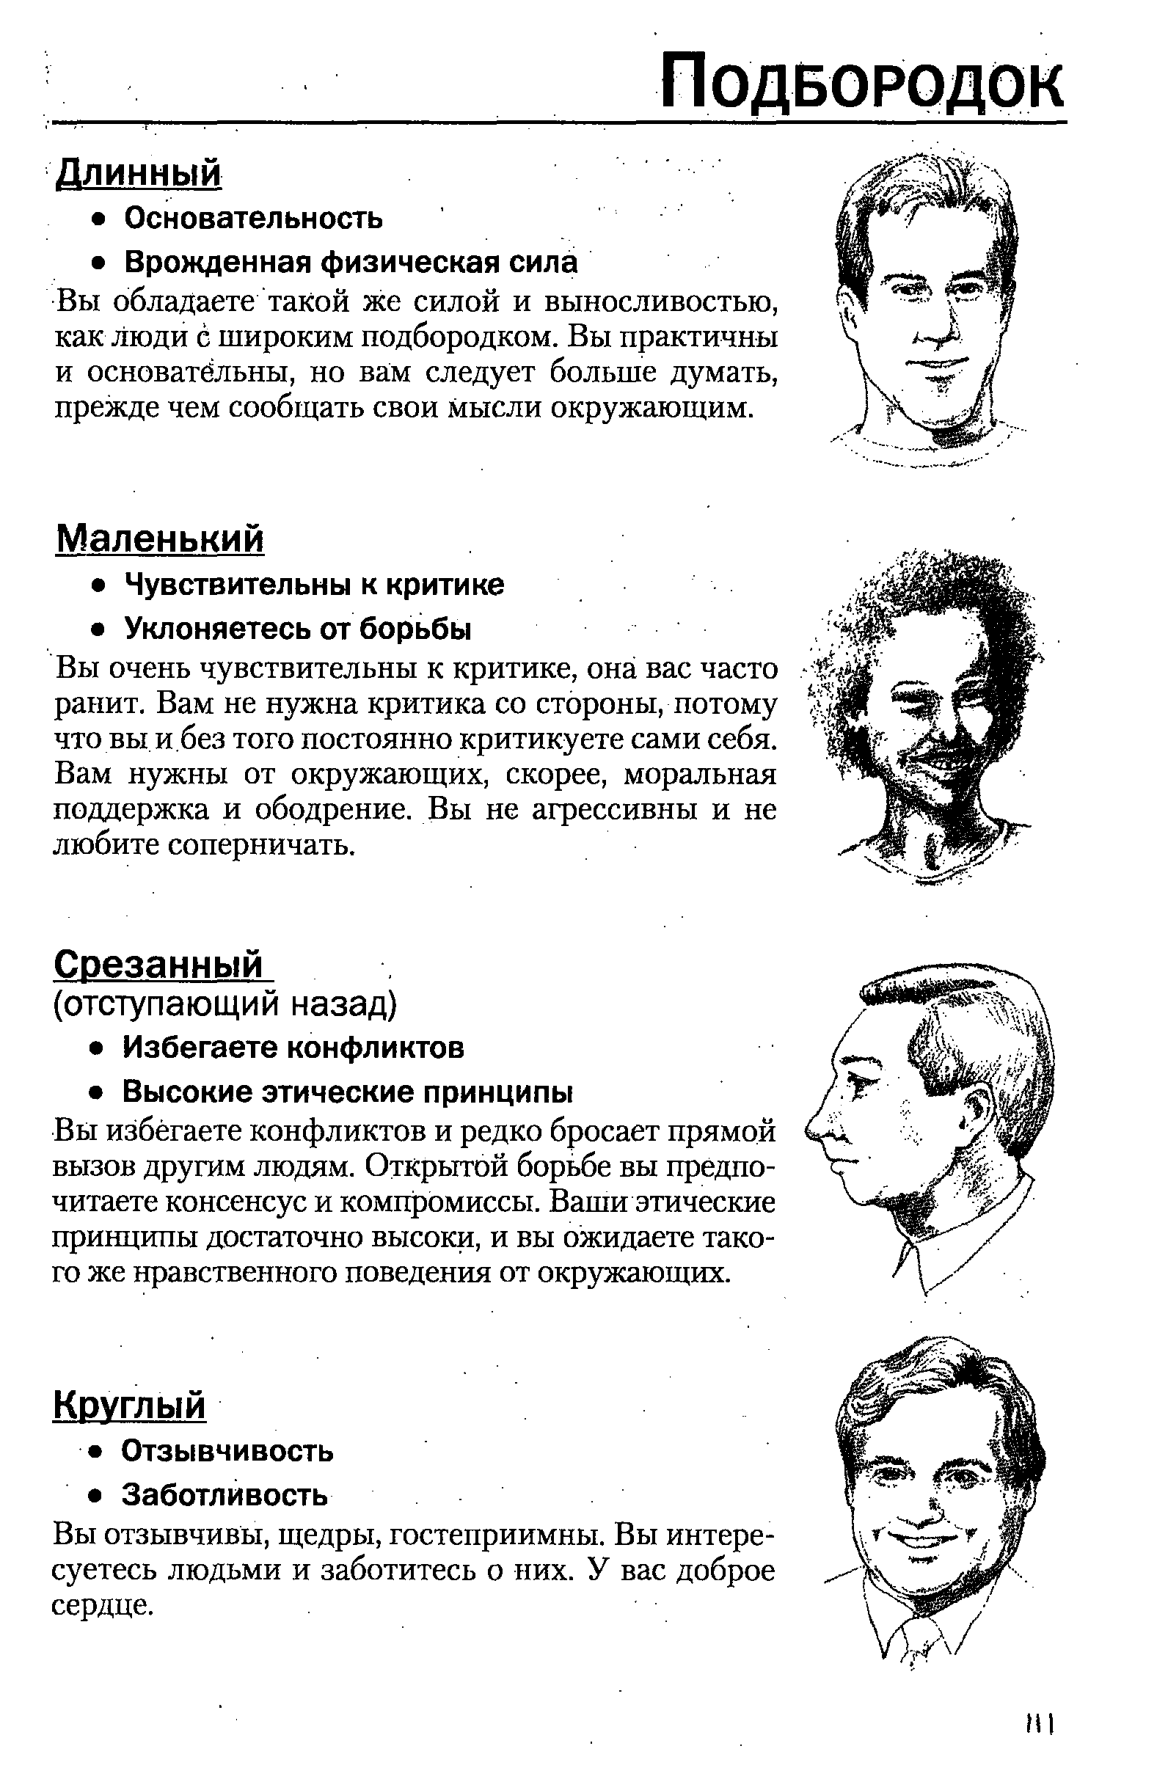 Подбородок
Длинный
• Основательность
• Врожденная физическая сила
Вы обладаете такой же силой и выносливостью,
как люди с широким подбородком. Вы практичны
и основательны, но вам следует больше думать,
прежде чем сообщать свои мысли окружающим.
Маленький
• Чувствительны к критике
• Уклоняетесь от борьбы
Вы очень чувствительны к критике, она вас часто
ранит. Вам не нужна критика со стороны, потому
что вы и без того постоянно критикуете сами себя.
Вам нужны от окружающих, скорее, моральная
поддержка и ободрение. Вы не агрессивны и не
любите соперничать.
Срезанный
(отступающий назад)
• Избегаете конфликтов
• Высокие этические принципы
Вы избегаете конфликтов и редко бросает прямой
вызов другим людям. Открытой борьбе вы предпо-
читаете консенсус и компромиссы. Ваши этические
принципы достаточно высоки, и вы ожидаете тако-
го же нравственного поведения от окружающих.
Круглый
• Отзывчивость
• Заботливость
Вы отзывчивы, щедры, гостеприимны. Вы интере-
суетесь людьми и заботитесь о них. У вас доброе
сердце.
111